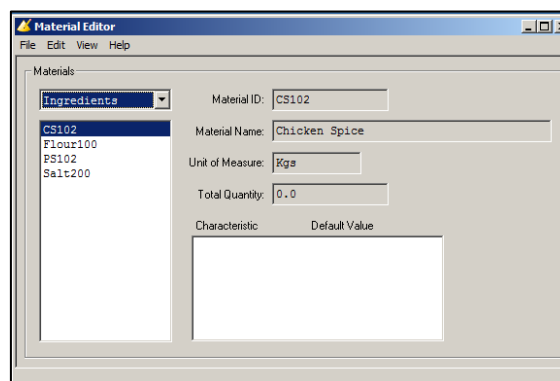 Material Editor
File Edit View Help
Materials
Ingredients
Material ID: CS102
CS102
Flour100
PS102
Salt200
Material Name: Chicken Spice
Unit of Measure: Kgs
Total Quantity: 0.0
Characteristic Default Value